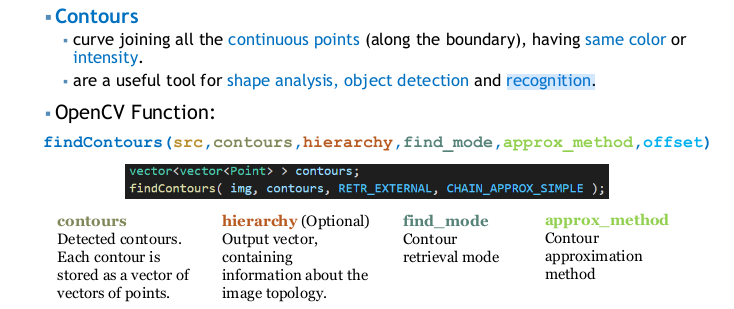 ▪ Contours
▪ curve joining all the continuous points (along the boundary), having same color or
intensity.
▪ are a useful tool for shape analysis, object detection and recognition.
▪ OpenCV Function:
findContours(src,contours,hierarchy,find_mode,approx_method,offset)
vector<vector<Point> > contours;
findContours( img, contours, RETR_EXTERNAL, CHAIN_APPROX_SIMPLE );
contours
Detected contours.
Each contour is
stored as a vector of
vectors of points.
hierarchy (Optional)
Output vector,
containing
information about the
image topology.
find_mode
Contour
retrieval mode
approx_method
Contour
approximation
method